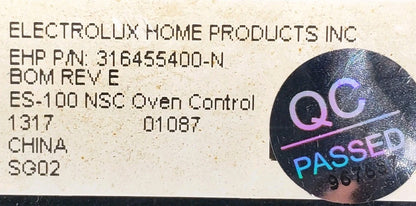 ELECTROLUX HOME PRODUCTS INC
EHP P/N: 316455400-N
BOM REV E
ES-100 NSC Oven Control
1317 01087
CHINA
SG02
QC
PASSED